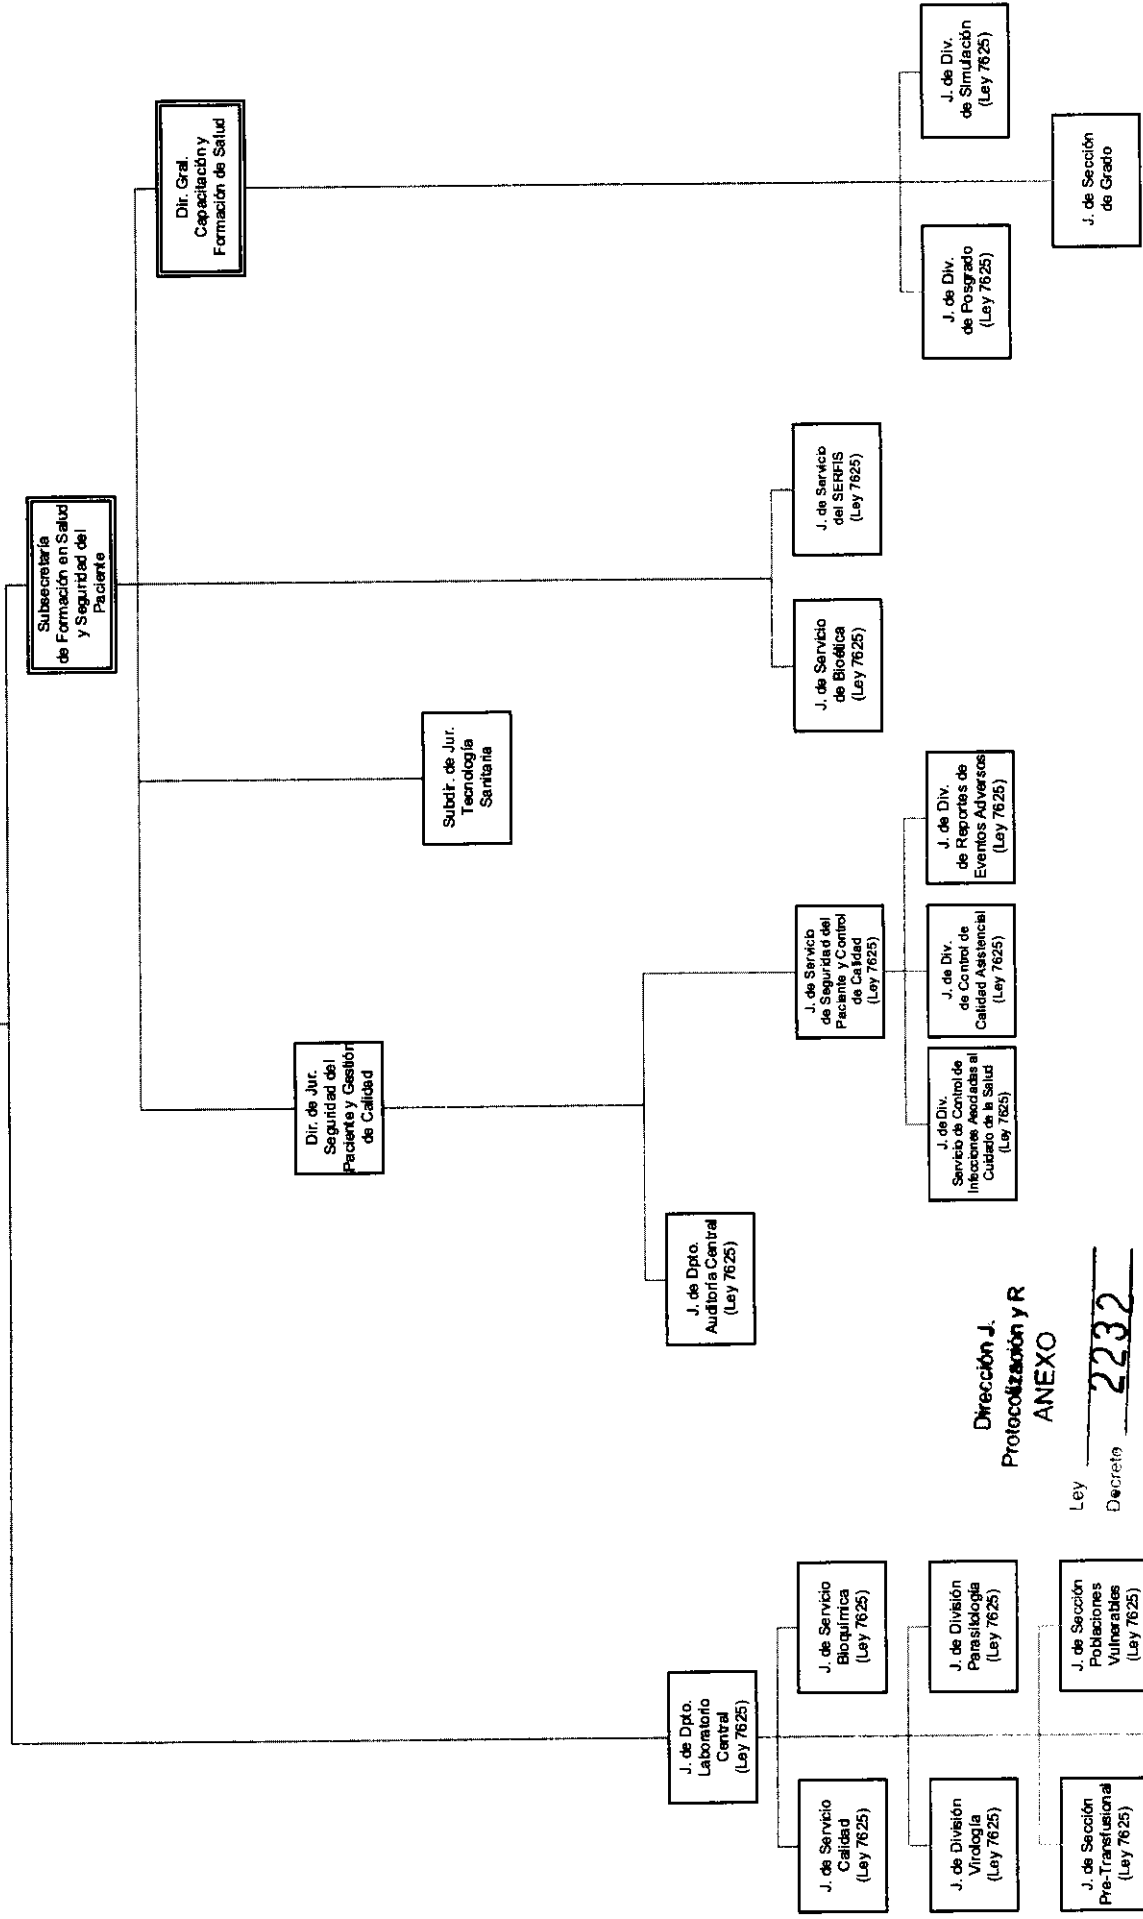 Subsecretaría
de Formación en Salud
y Seguridad del
Paciente
Dir. Gral.
Capacitación y
Formación de Salud
Dir. de Jur.
Seguridad del
Paciente y Gestión
de Calidad
Subdir. de Jur.
Tecnología
Sanitaria
J. de Dpto.
Laboratorio
Central
(Ley 7625)
J. de Dpto.
Auditoría Central
(Ley 7625)
J. de Servicio
Calidad
(Ley 7625)
J. de Servicio
Bioquímica
(Ley 7625)
J. de Servicio
de Seguridad del
Paciente y Control
de Calidad
(Ley 7625)
J. de Servicio
de Bioética
(Ley 7625)
J. de Servicio
del SERFIS
(Ley 7625)
J. de División
Virología
(Ley 7625)
J. de División
Parasitología
(Ley 7625)
J. de Div.
Servicio de Control de
Infecciones Asociadas al
Cuidado de la Salud
(Ley 7625)
J. de Div.
de Control de
Calidad Asistencial
(Ley 7625)
J. de Div.
de Reportes de
Eventos Adversos
(Ley 7625)
J. de Div.
de Posgrado
(Ley 7625)
J. de Div.
de Simulación
(Ley 7625)
J. de Sección
Pre-Transfusional
(Ley 7625)
J. de Sección
Poblaciones
Vulnerables
(Ley 7625)
J. de Sección
de Grado
Dirección J.
Protocolización y R
ANEXO
Ley
Decreto 2232